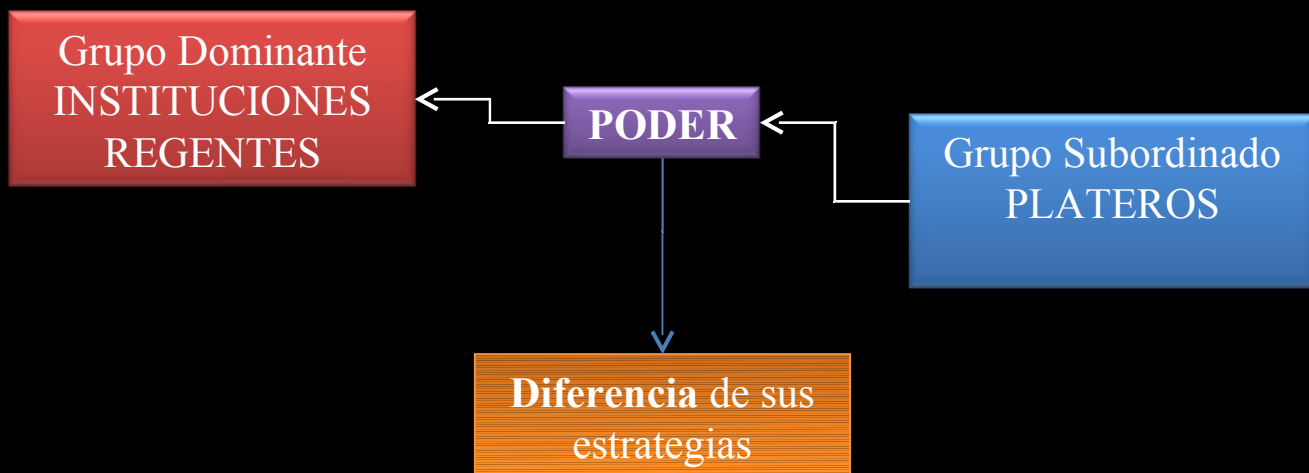 Grupo Dominante
INSTITUCIONES
REGENTES
PODER
Grupo Subordinado
PLATEROS
Diferencia de sus
estrategias